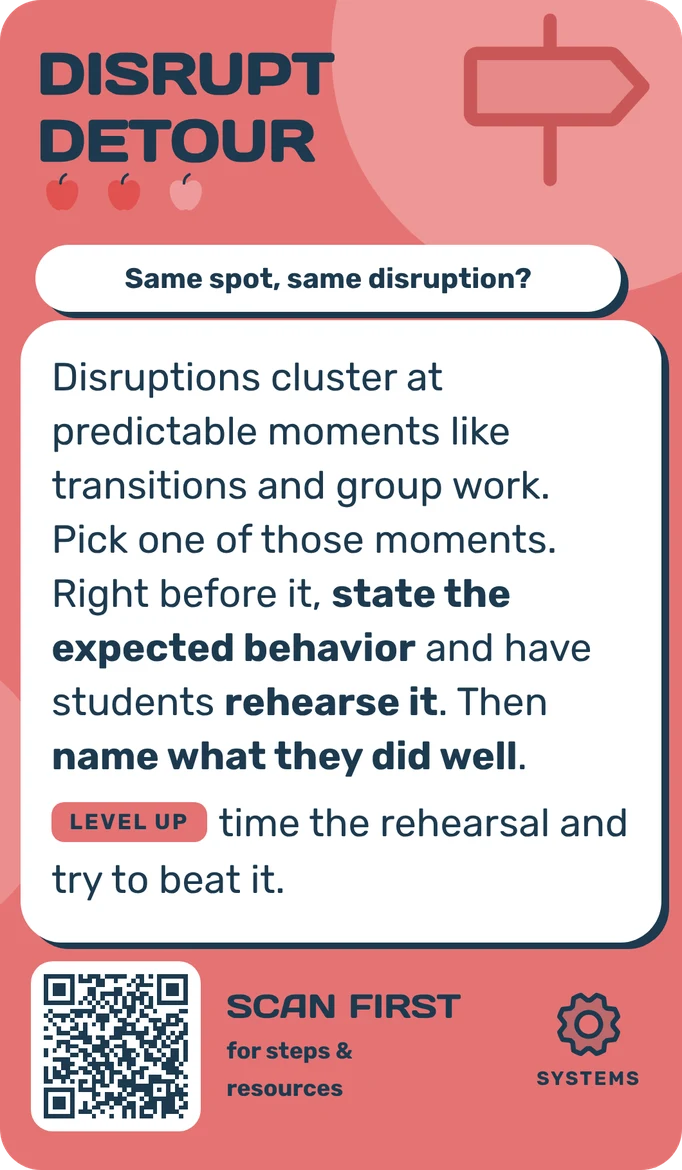 DISRUPT
DETOUR
Same spot, same disruption?
Disruptions cluster at
predictable moments like
transitions and group work.
Pick one of those moments.
Right before it, state the
expected behavior and have
students rehearse it. Then
name what they did well.
LEVEL UP time the rehearsal and
try to beat it.
SCAN FIRST
for steps &
resources
SYSTEMS